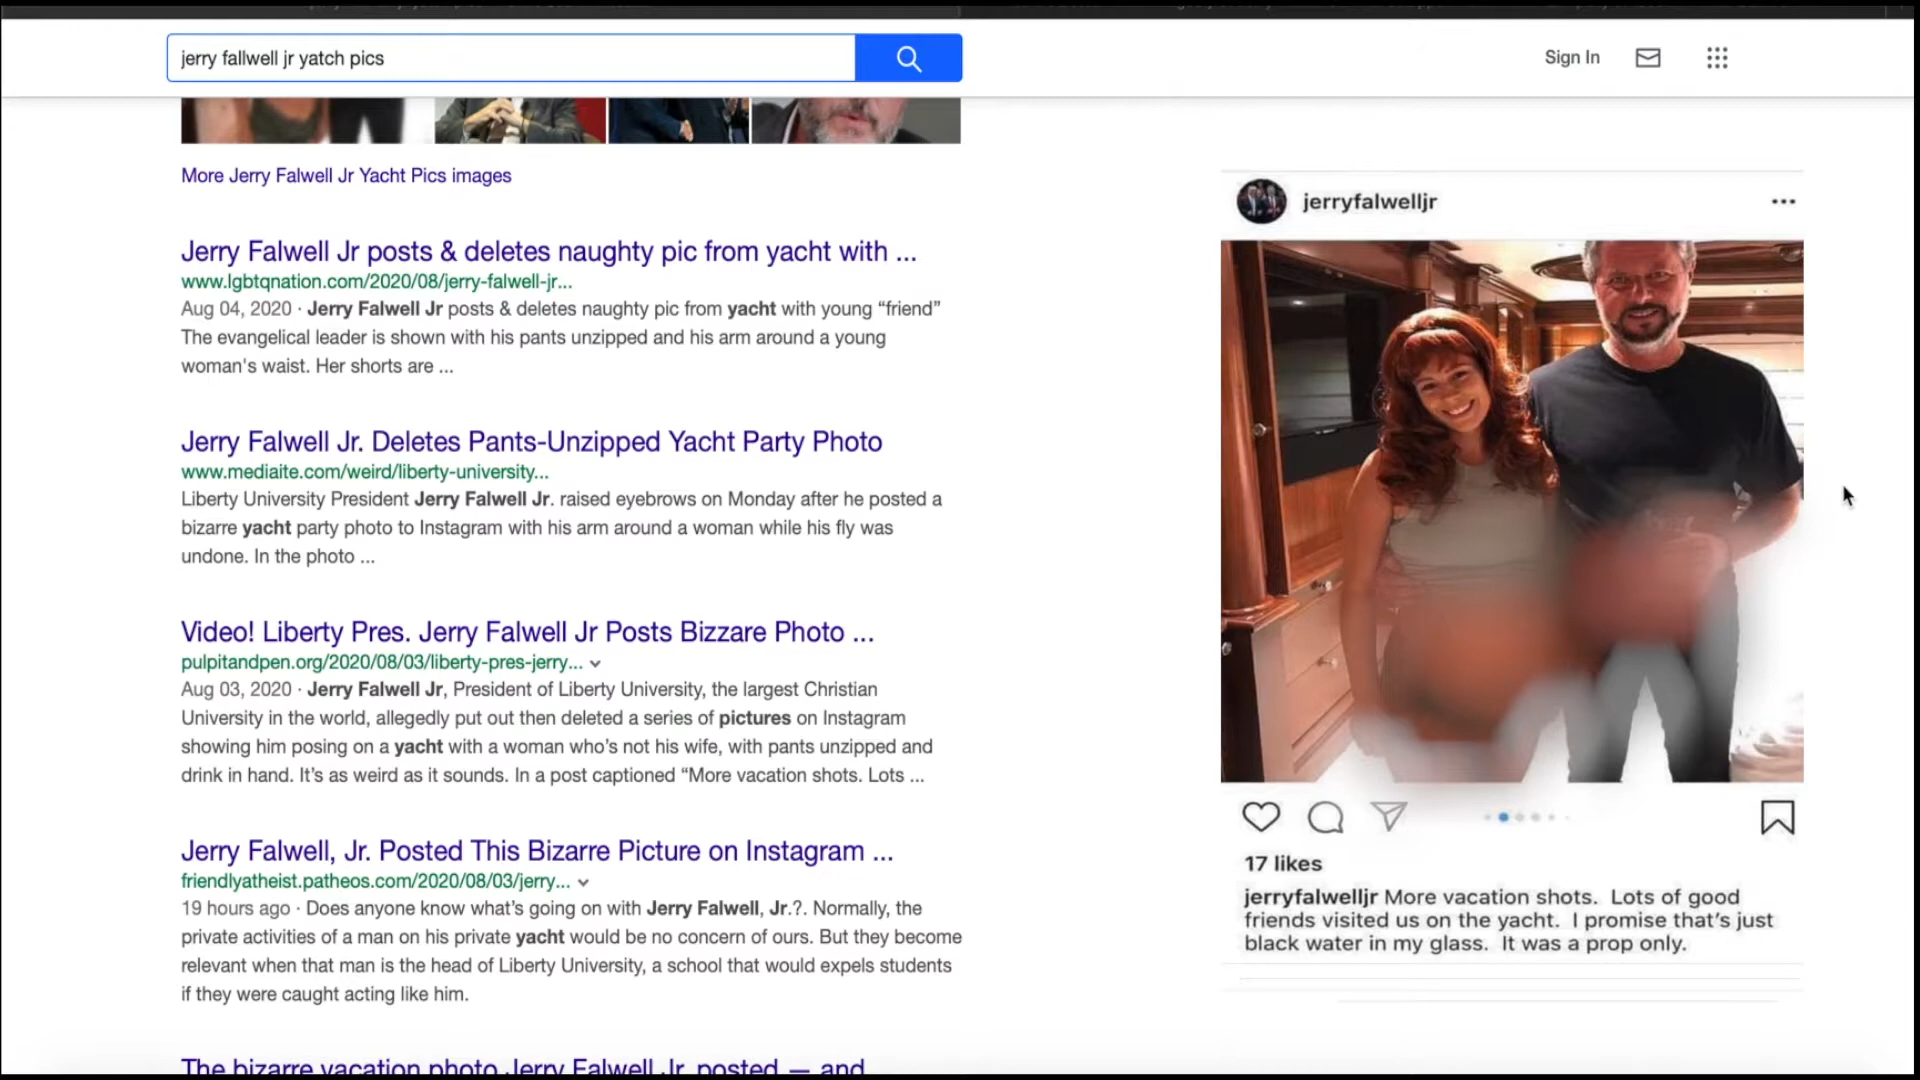 jerry fallwell jr yatch pics
Sign In
More Jerry Falwell Jr Yacht Pics images
Jerry Falwell Jr posts & deletes naughty pic from yacht with ...
www.lgbtqnation.com/2020/08/jerry-falwell-jr...
Aug 04, 2020 · Jerry Falwell Jr posts & deletes naughty pic from yacht with young “friend”
The evangelical leader is shown with his pants unzipped and his arm around a young
woman's waist. Her shorts are ...
Jerry Falwell Jr. Deletes Pants-Unzipped Yacht Party Photo
www.mediaite.com/weird/liberty-university...
Liberty University President Jerry Falwell Jr. raised eyebrows on Monday after he posted a
bizarre yacht party photo to Instagram with his arm around a woman while his fly was
undone. In the photo ...
Video! Liberty Pres. Jerry Falwell Jr Posts Bizzare Photo ...
pulpitandpen.org/2020/08/03/liberty-pres-jerry...
Aug 03, 2020 · Jerry Falwell Jr, President of Liberty University, the largest Christian
University in the world, allegedly put out then deleted a series of pictures on Instagram
showing him posing on a yacht with a woman who’s not his wife, with pants unzipped and
drink in hand. It’s as weird as it sounds. In a post captioned “More vacation shots. Lots ...
Jerry Falwell, Jr. Posted This Bizarre Picture on Instagram ...
friendlyatheist.patheos.com/2020/08/03/jerry...
19 hours ago · Does anyone know what’s going on with Jerry Falwell, Jr.?. Normally, the
private activities of a man on his private yacht would be no concern of ours. But they become
relevant when that man is the head of Liberty University, a school that would expels students
if they were caught acting like him.
The bizarre vacation photo Jerry Falwell Jr. posted — and
jerryfalwelljr
17 likes
jerryfalwelljr More vacation shots. Lots of good
friends visited us on the yacht. I promise that’s just
black water in my glass. It was a prop only.